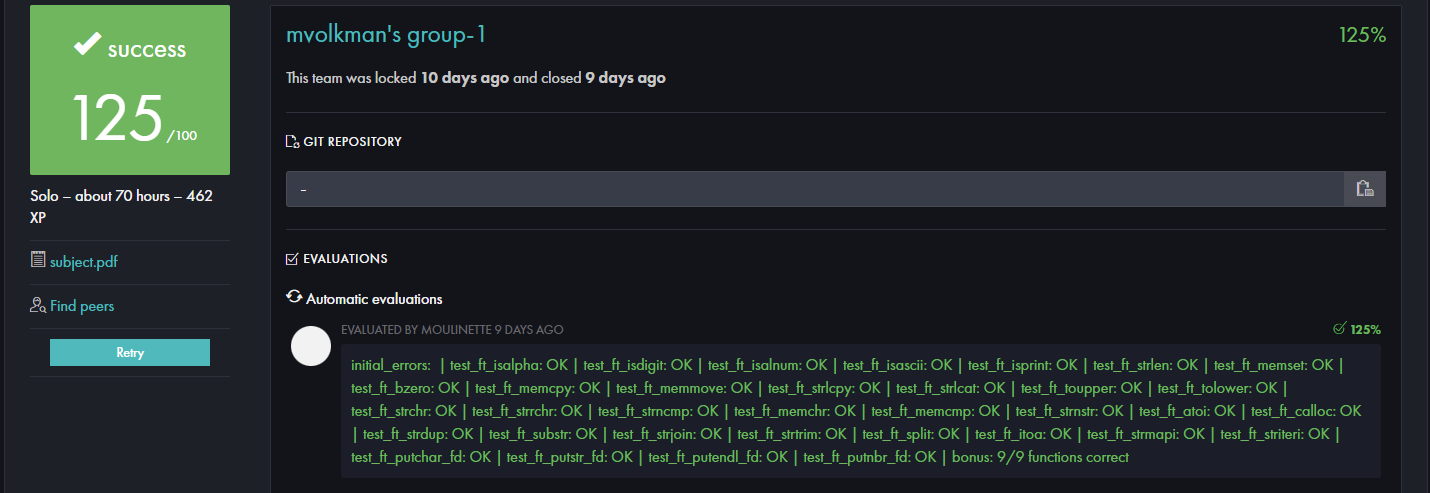 success
125 /100
Solo – about 70 hours – 462
XP
subject.pdf
Find peers
Retry
mvolkman's group-1
125%
This team was locked 10 days ago and closed 9 days ago
GIT REPOSITORY
-
EVALUATIONS
Automatic evaluations
EVALUATED BY MOULINETTE 9 DAYS AGO
125%
initial_errors: | test_ft_isalpha: OK | test_ft_isdigit: OK | test_ft_isalnum: OK | test_ft_isascii: OK | test_ft_isprint: OK | test_ft_strlen: OK | test_ft_memset: OK |
test_ft_bzero: OK | test_ft_memcpy: OK | test_ft_memmove: OK | test_ft_strlcpy: OK | test_ft_strlcat: OK | test_ft_toupper: OK | test_ft_tolower: OK |
test_ft_strchr: OK | test_ft_strrchr: OK | test_ft_strncmp: OK | test_ft_memchr: OK | test_ft_memcmp: OK | test_ft_strnstr: OK | test_ft_atoi: OK | test_ft_calloc: OK
| test_ft_strdup: OK | test_ft_substr: OK | test_ft_strjoin: OK | test_ft_strtrim: OK | test_ft_split: OK | test_ft_itoa: OK | test_ft_strmapi: OK | test_ft_striteri: OK |
test_ft_putchar_fd: OK | test_ft_putstr_fd: OK | test_ft_putendl_fd: OK | test_ft_putnbr_fd: OK | bonus: 9/9 functions correct